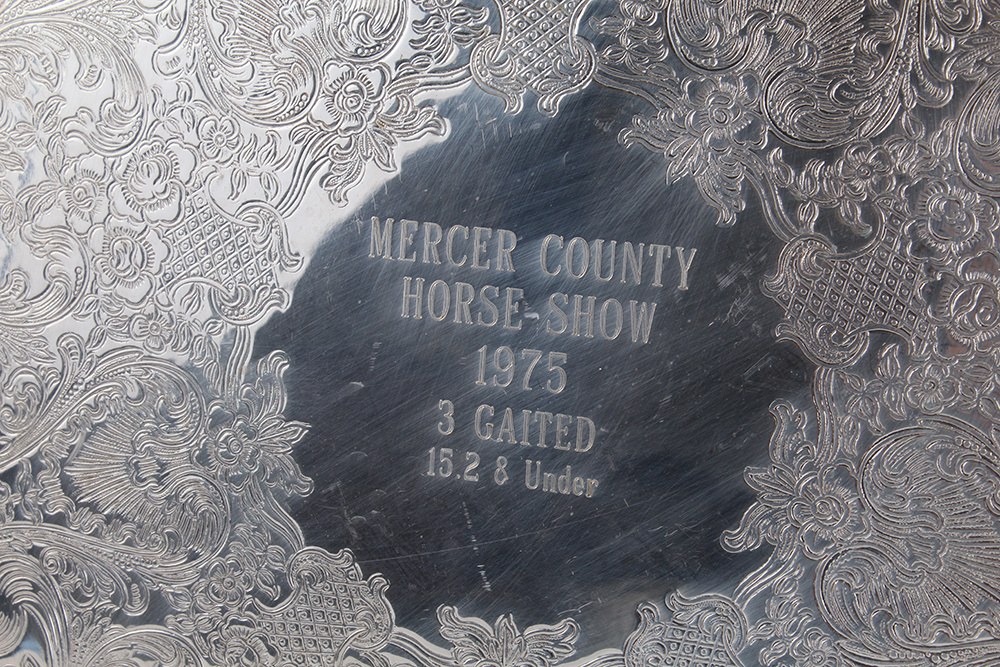 MERCER COUNTY
HORSE SHOW
1975
3 GAITED
15.2 & Under